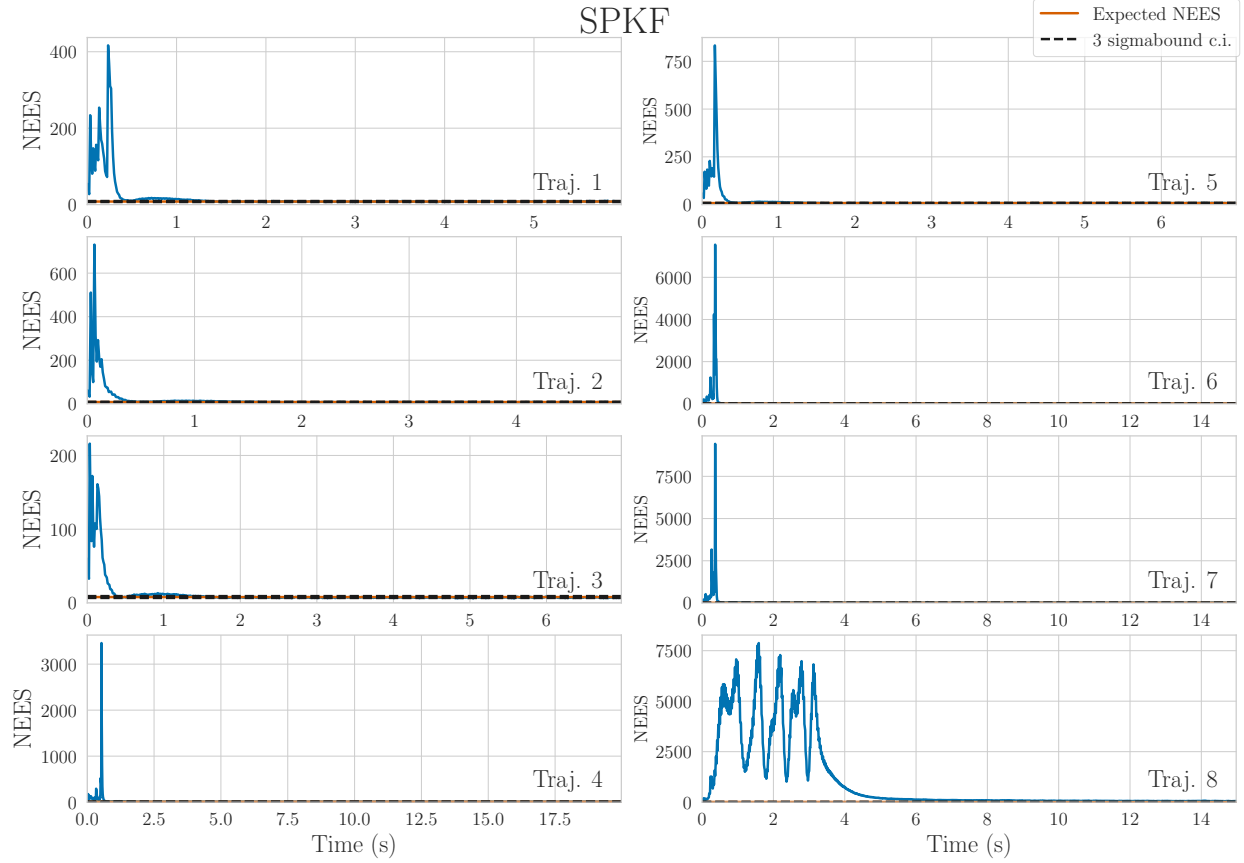 SPKF
Expected NEES
3 sigmabound c.i.
NEES
400
200
0
Traj. 1
0 1 2 3 4 5
NEES
750
500
250
0
Traj. 5
0 1 2 3 4 5 6
NEES
600
400
200
0
Traj. 2
0 1 2 3 4
NEES
6000
4000
2000
0
Traj. 6
0 2 4 6 8 10 12 14
NEES
200
100
0
Traj. 3
0 1 2 3 4 5 6
NEES
7500
5000
2500
0
Traj. 7
0 2 4 6 8 10 12 14
NEES
3000
2000
1000
0
Traj. 4
0.0 2.5 5.0 7.5 10.0 12.5 15.0 17.5
Time (s)
NEES
7500
5000
2500
0
Traj. 8
0 2 4 6 8 10 12 14
Time (s)